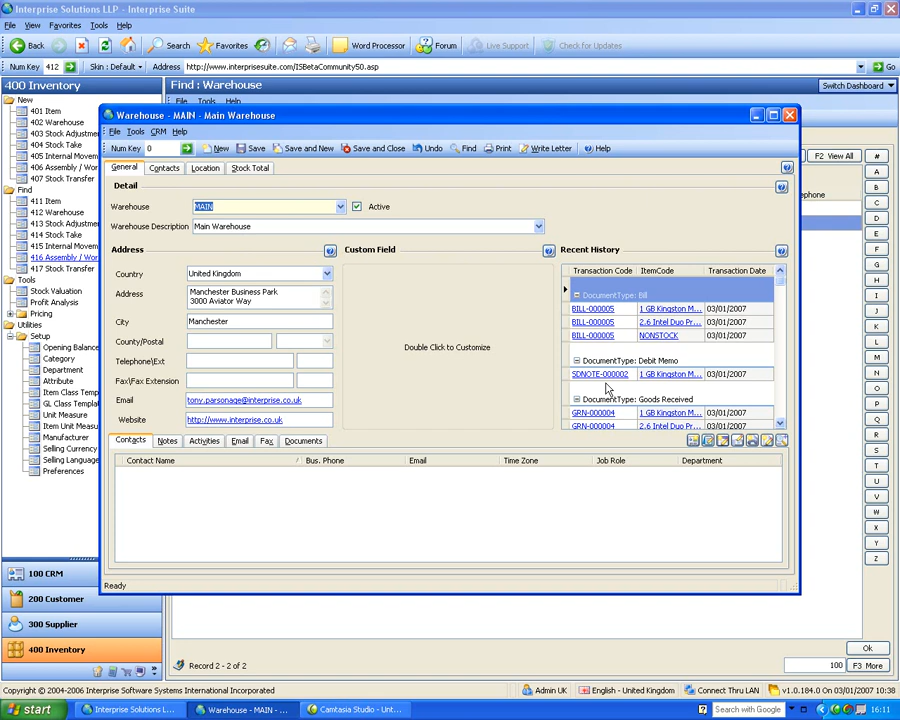 Interprise Solutions LLP - Interprise Suite
File View Favorites Tools Help
Back Search Favorites Word Processor Forum Live Support Check for Updates
Num Key 412 Skin : Default Address http://www.interprisesuite.com/ISBetaCommunity50.asp Go
400 Inventory
Find : Warehouse
Switch Dashboard
File Tools Help
New
401 Item
402 Warehouse
403 Stock Adjustme
404 Stock Take
405 Internal Movem
406 Assembly / Wor
407 Stock Transfer
Find
411 Item
412 Warehouse
413 Stock Adjustme
414 Stock Take
415 Internal Movem
416 Assembly / Wor
417 Stock Transfer
Tools
Stock Valuation
Profit Analysis
Pricing
Utilities
Setup
Opening Balance
Category
Department
Attribute
Item Class Templ
GL Class Templat
Unit Measure
Item Unit Measur
Manufacturer
Selling Currency
Selling Language
Preferences
100 CRM
200 Customer
300 Supplier
400 Inventory
Warehouse - MAIN - Main Warehouse
File Tools CRM Help
Num Key 0 New Save Save and New Save and Close Undo Find Print Write Letter Help
General Contacts Location Stock Total
Detail
Warehouse MAIN Active
Warehouse Description Main Warehouse
Address
Country United Kingdom
Address Manchester Business Park
3000 Aviator Way
City Manchester
County/Postal
Telephone\Ext
Fax\Fax Extension
Email tony.parsonage@interprise.co.uk
Website http://www.interprise.co.uk
Custom Field
Double Click to Customize
Recent History
Transaction Code ItemCode Transaction Date
DocumentType: Bill
BILL-000005 1 GB Kingston M... 03/01/2007
BILL-000005 2.6 Intel Duo Pr... 03/01/2007
BILL-000005 NONSTOCK 03/01/2007
DocumentType: Debit Memo
SDNOTE-000002 1 GB Kingston M... 03/01/2007
DocumentType: Goods Received
GRN-000004 1 GB Kingston M... 03/01/2007
GRN-000004 2.6 Intel Duo Pr... 03/01/2007
Contacts Notes Activities Email Fax Documents
Contact Name Bus. Phone Email Time Zone Job Role Department
Ready
F2 View All
ephone
#
A
B
C
D
E
F
G
H
I
J
K
L
M
N
O
P
Q
R
S
T
U
V
W
X
Y
Z
Ok
Record 2 - 2 of 2
100 F3 More
Copyright © 2004-2006 Interprise Software Systems International Incorporated
Admin UK English - United Kingdom Connect Thru LAN v1.0.184.0 On 03/01/2007 10:38
start Interprise Solutions L... Warehouse - MAIN - ... Camtasia Studio - Unt... Search with Google 16:11